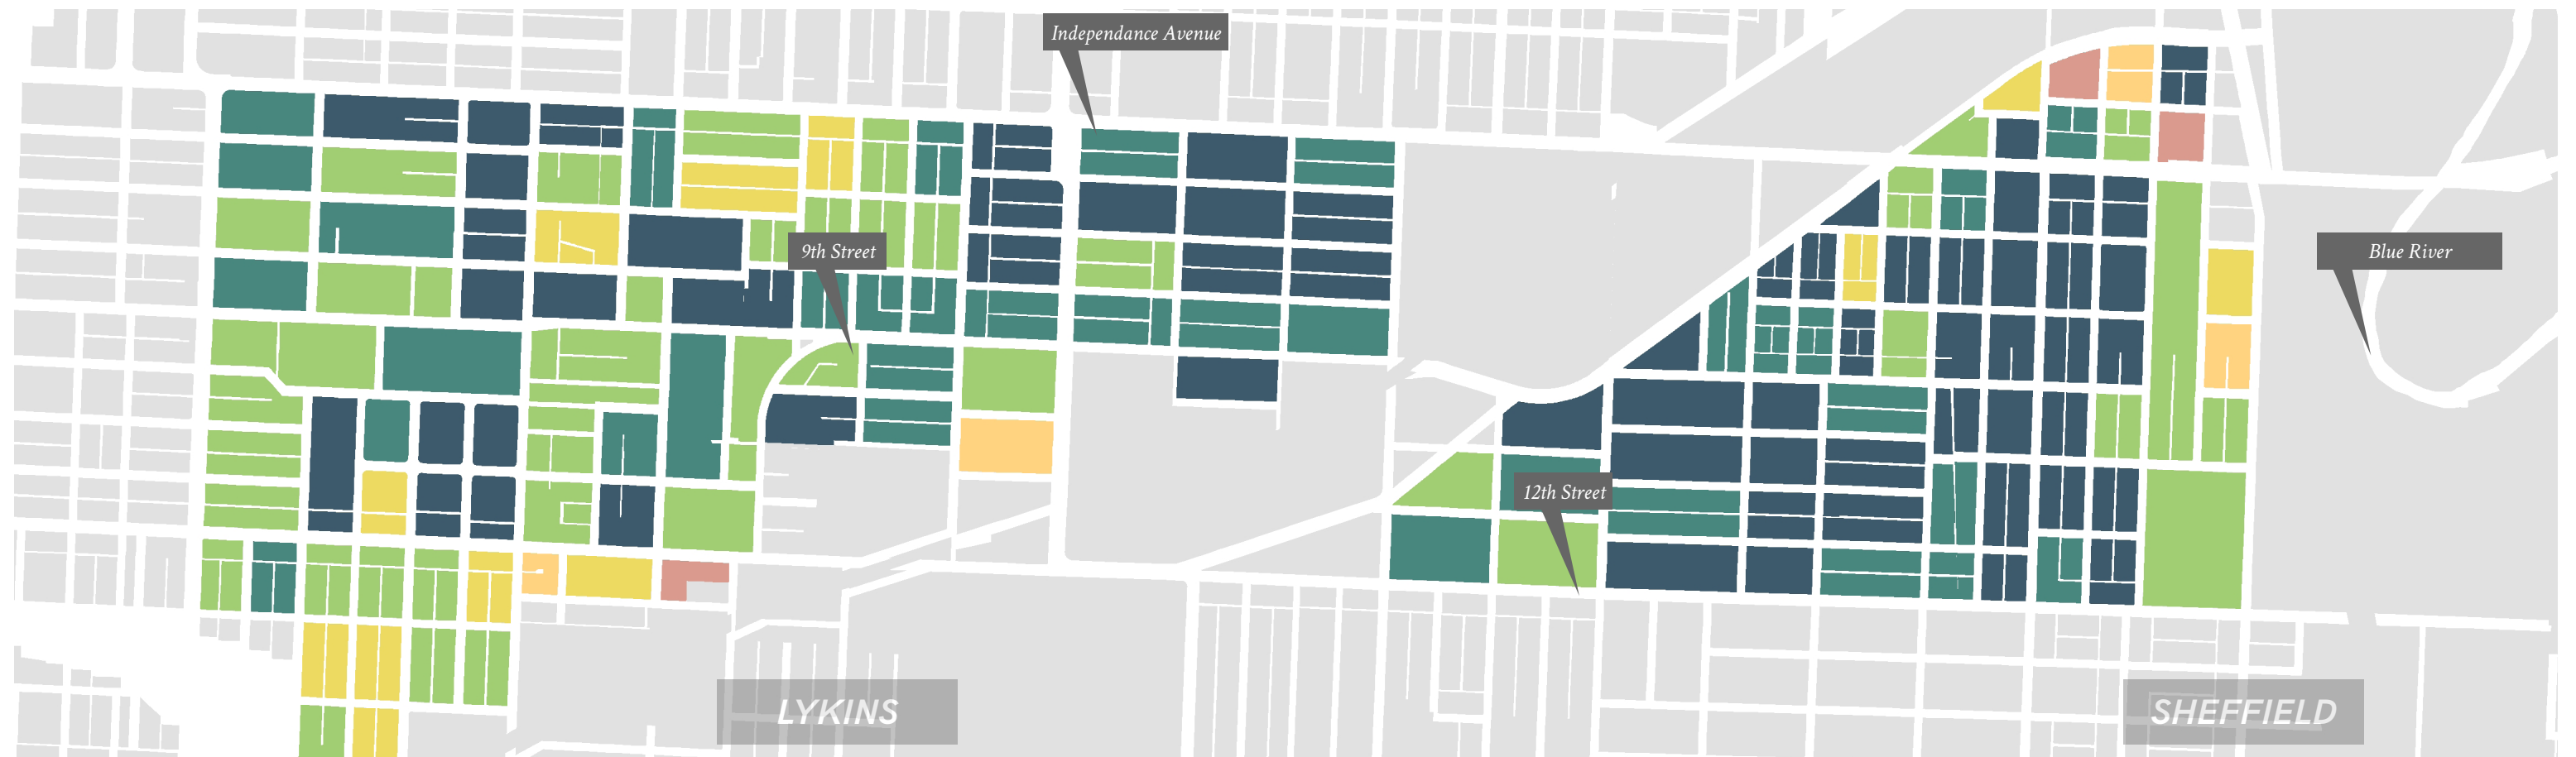 Independance Avenue
9th Street
Blue River
12th Street
LYKINS
SHEFFIELD